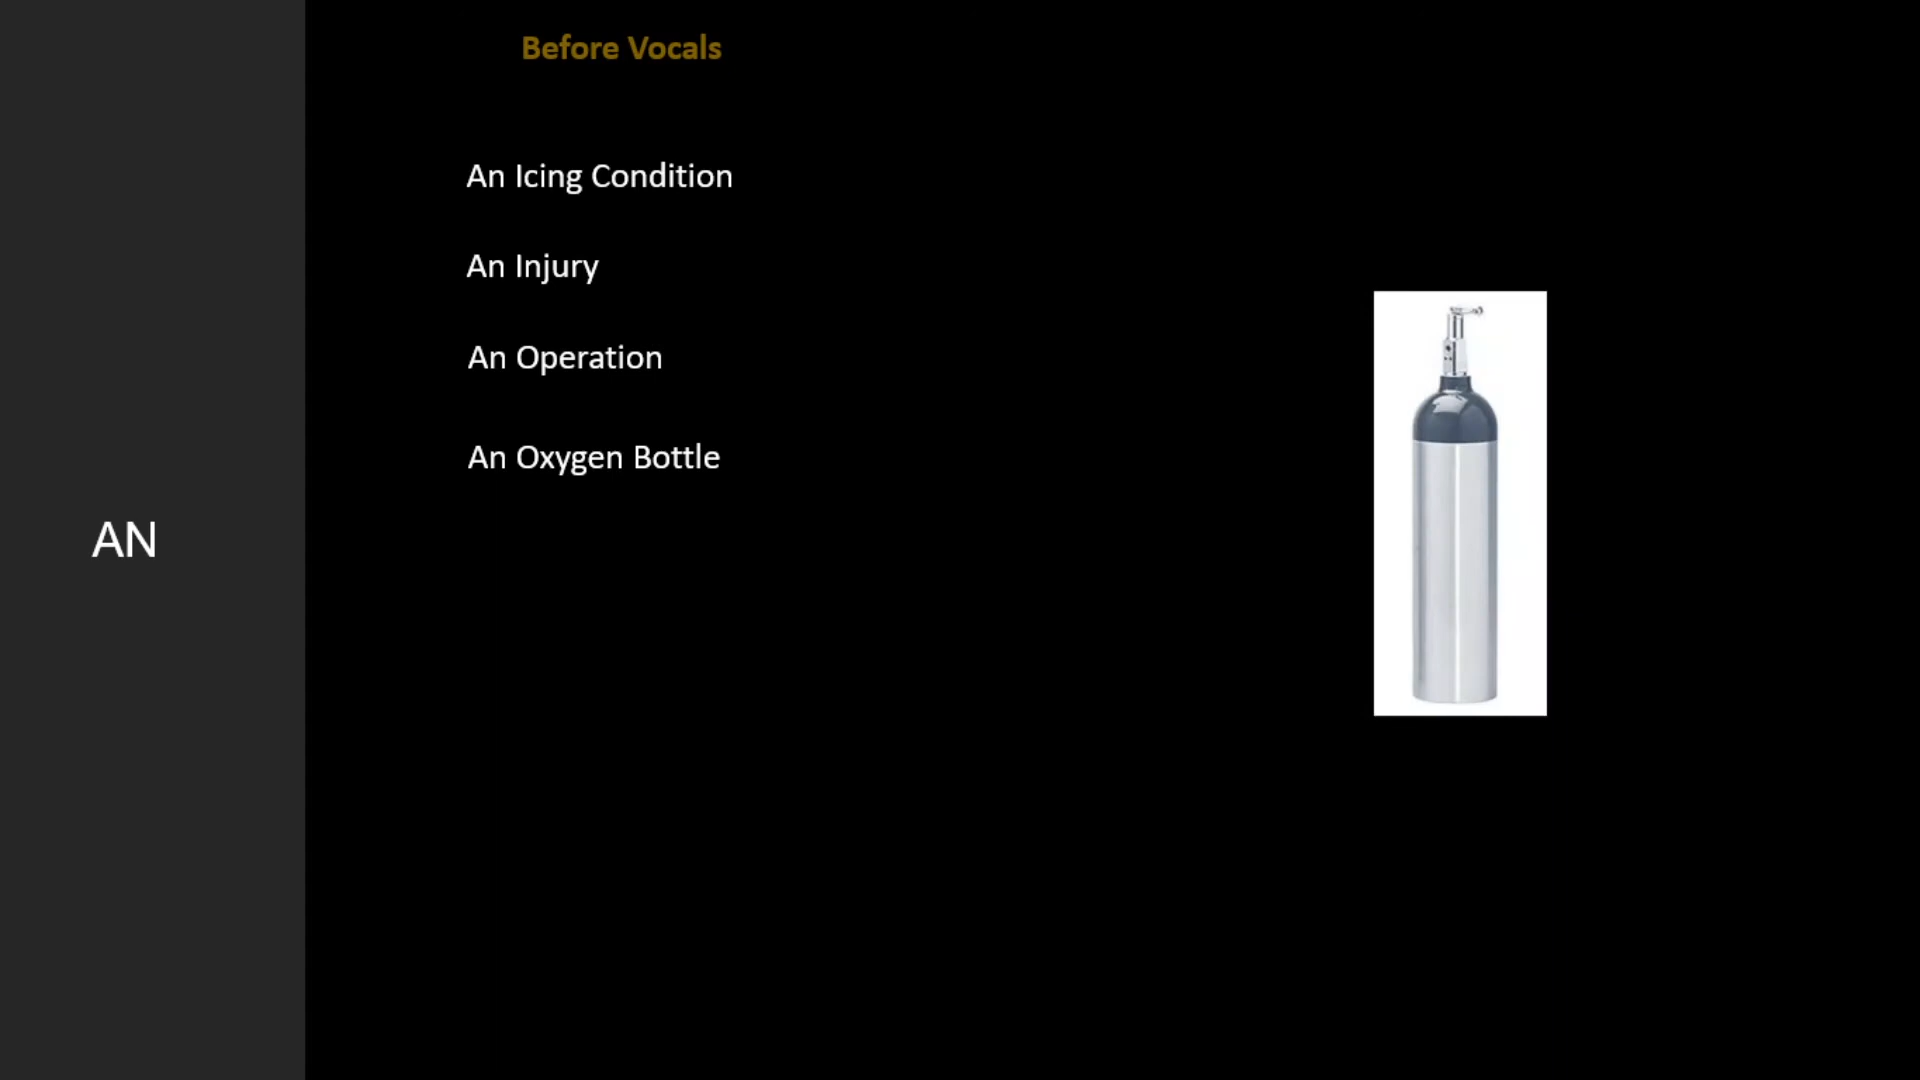 Before Vocals
An Icing Condition
An Injury
An Operation
An Oxygen Bottle
AN